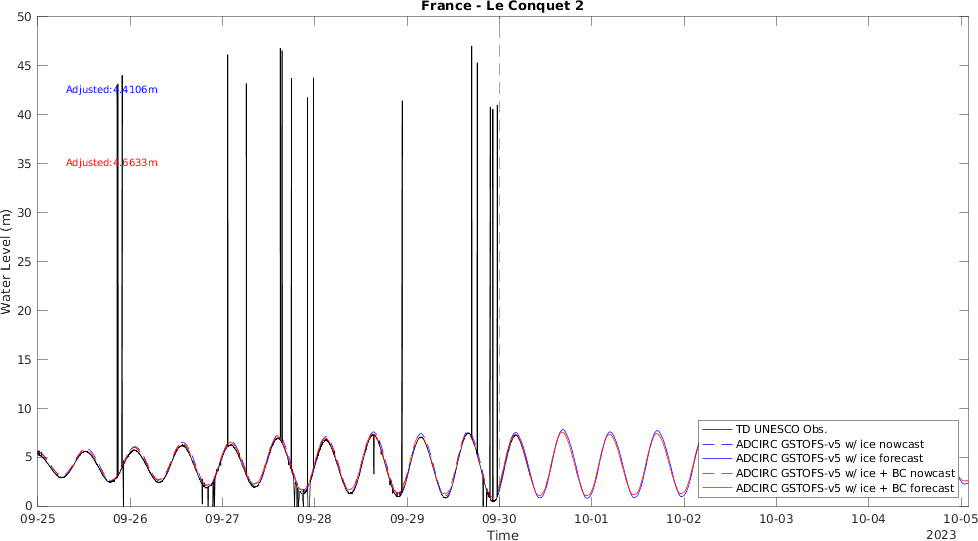 France - Le Conquet 2
50
45
40
35
30
25
20
15
10
5
0
Water Level (m)
Adjusted:4.4106m
Adjusted:4.6633m
TD UNESCO Obs.
ADCIRC GSTOFS-v5 w/ ice nowcast
ADCIRC GSTOFS-v5 w/ ice forecast
ADCIRC GSTOFS-v5 w/ ice + BC nowcast
ADCIRC GSTOFS-v5 w/ ice + BC forecast
09-25 09-26 09-27 09-28 09-29 09-30 10-01 10-02 10-03 10-04 10-05
Time
2023